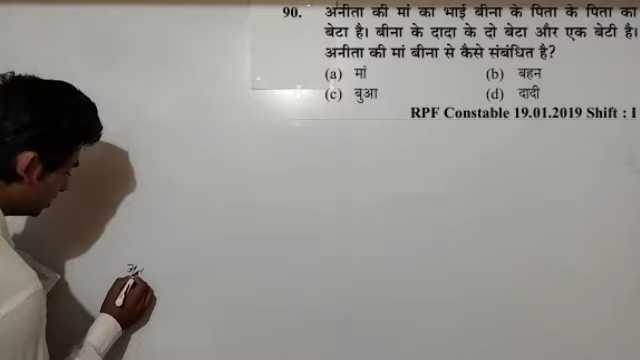 90. अनीता की मां का भाई बीना के पिता के पिता का
बेटा है। बीना के दादा के दो बेटा और एक बेटी है।
अनीता की मां बीना से कैसे संबंधित है?
(a) मां (b) बहन
(c) बुआ (d) दादी
RPF Constable 19.01.2019 Shift : I